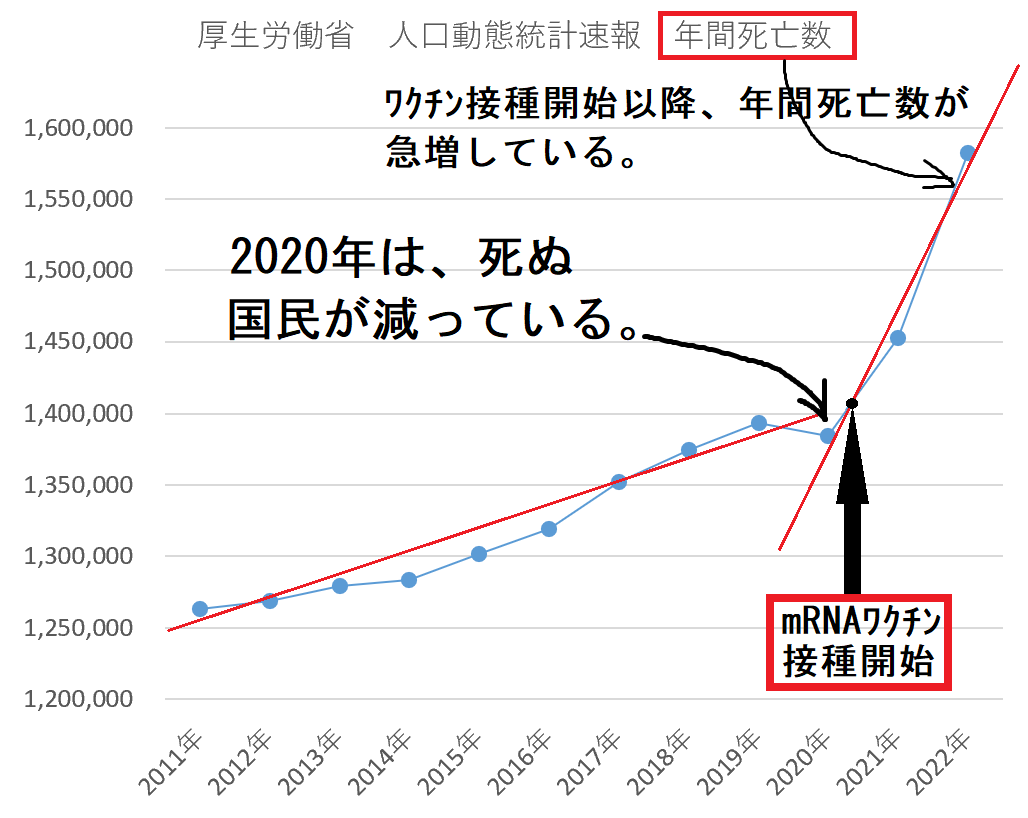 厚生労働省 人口動態統計速報 年間死亡数
ﾜｸﾁﾝ接種開始以降、年間死亡数が
急増している。
2020年は、死ぬ
国民が減っている。
mRNAﾜｸﾁﾝ
接種開始
1,600,000
1,550,000
1,500,000
1,450,000
1,400,000
1,350,000
1,300,000
1,250,000
1,200,000
2011年
2012年
2013年
2014年
2015年
2016年
2017年
2018年
2019年
2020年
2021年
2022年